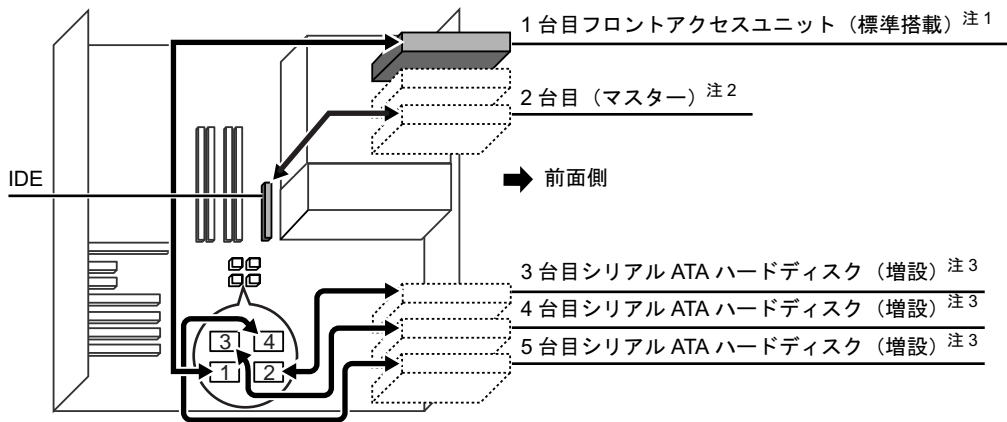 1 台目フロントアクセスユニット（標準搭載）注 1
2 台目（マスター）注 2
IDE
前面側
3 台目シリアル ATA ハードディスク（増設）注 3
4 台目シリアル ATA ハードディスク（増設）注 3
5 台目シリアル ATA ハードディスク（増設）注 3
3 4
1 2